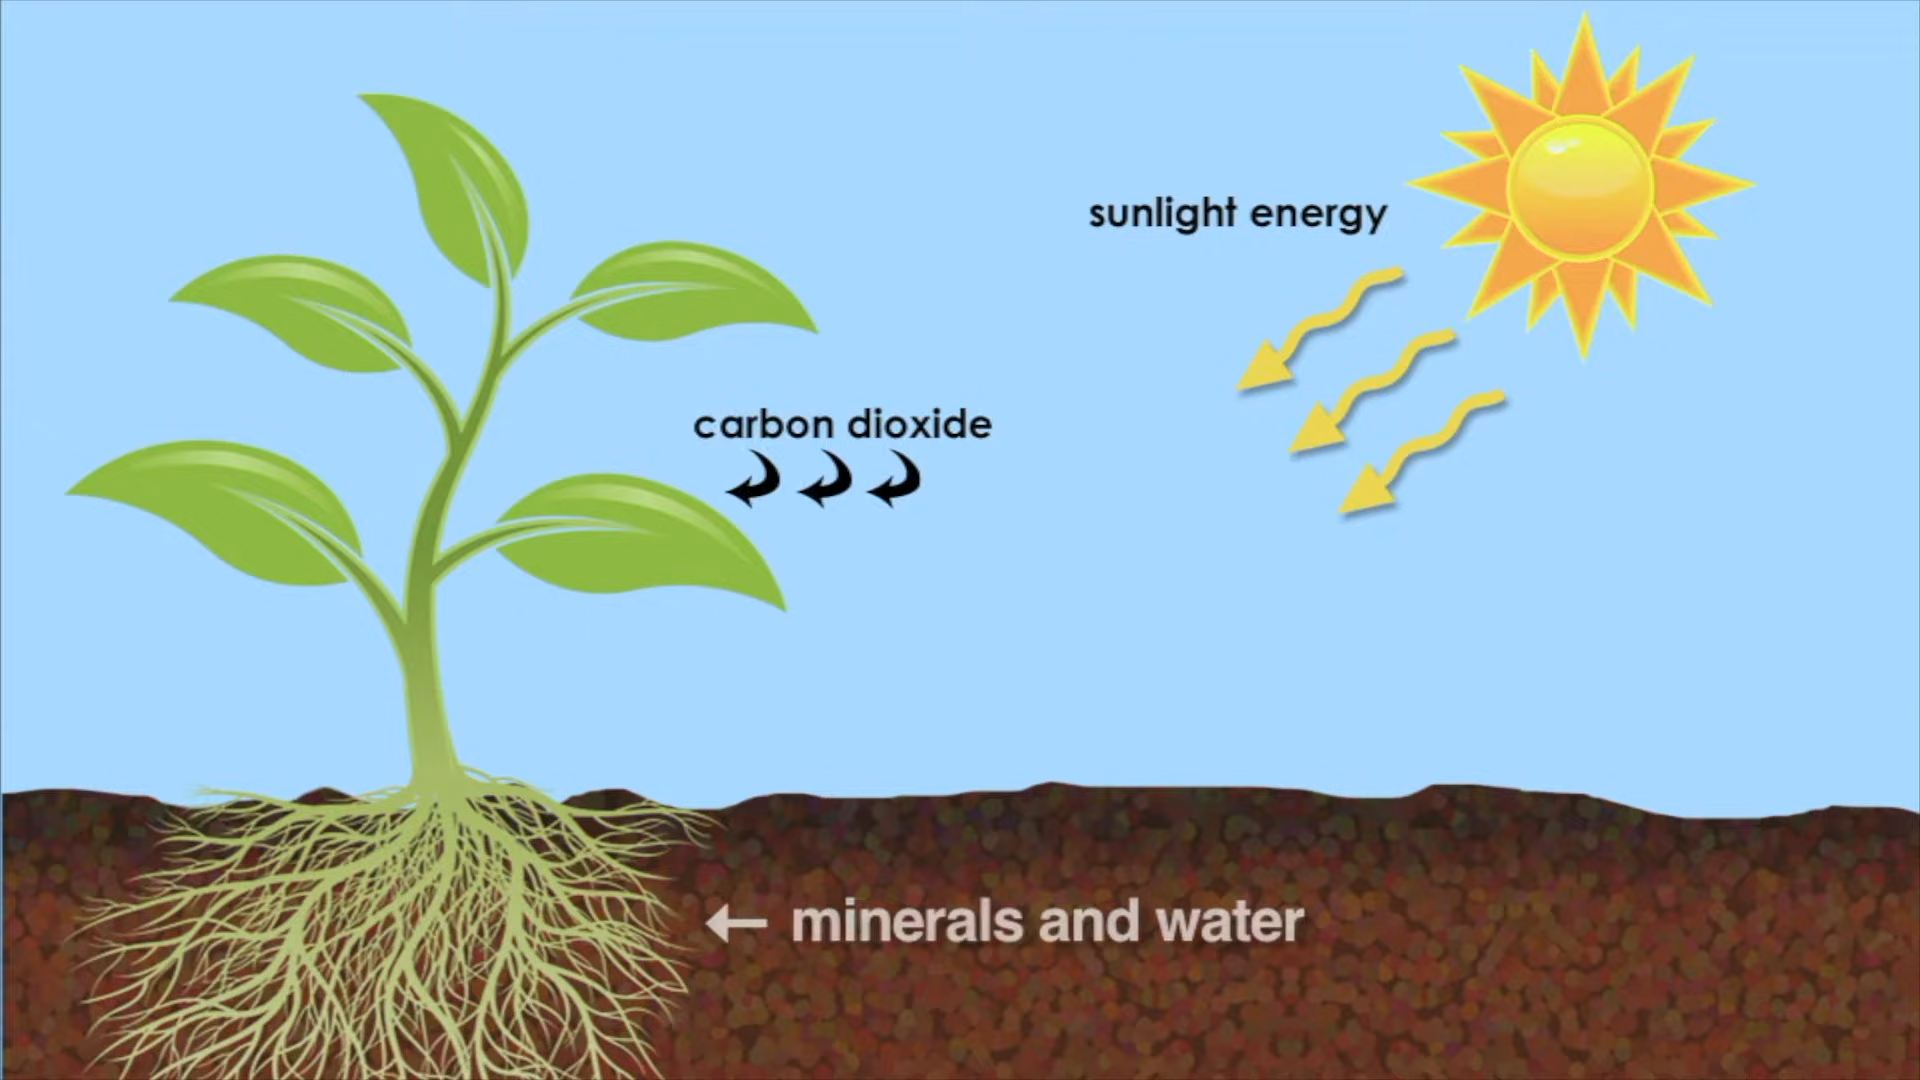 sunlight energy
carbon dioxide
minerals and water